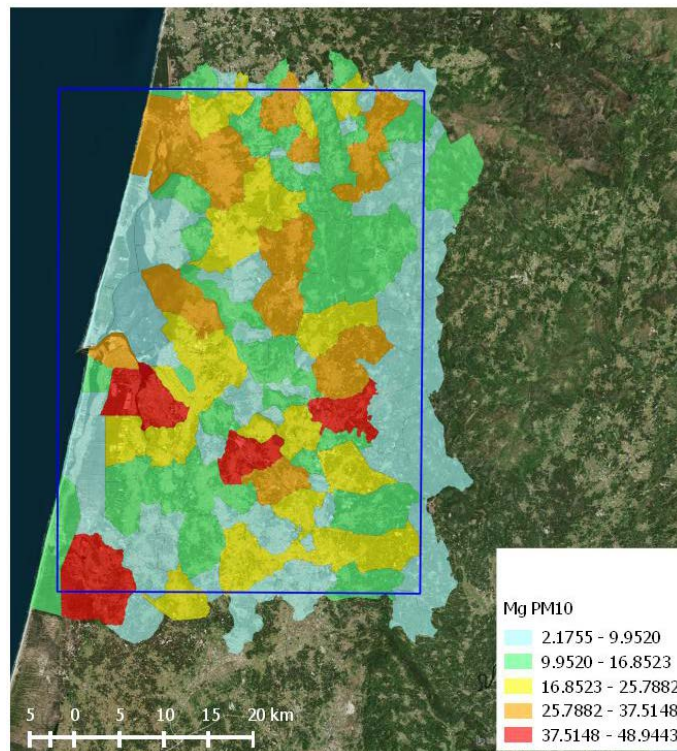 Mg PM10
2.1755 - 9.9520
9.9520 - 16.8523
16.8523 - 25.7882
25.7882 - 37.5148
37.5148 - 48.9443
5 0 5 10 15 20 km